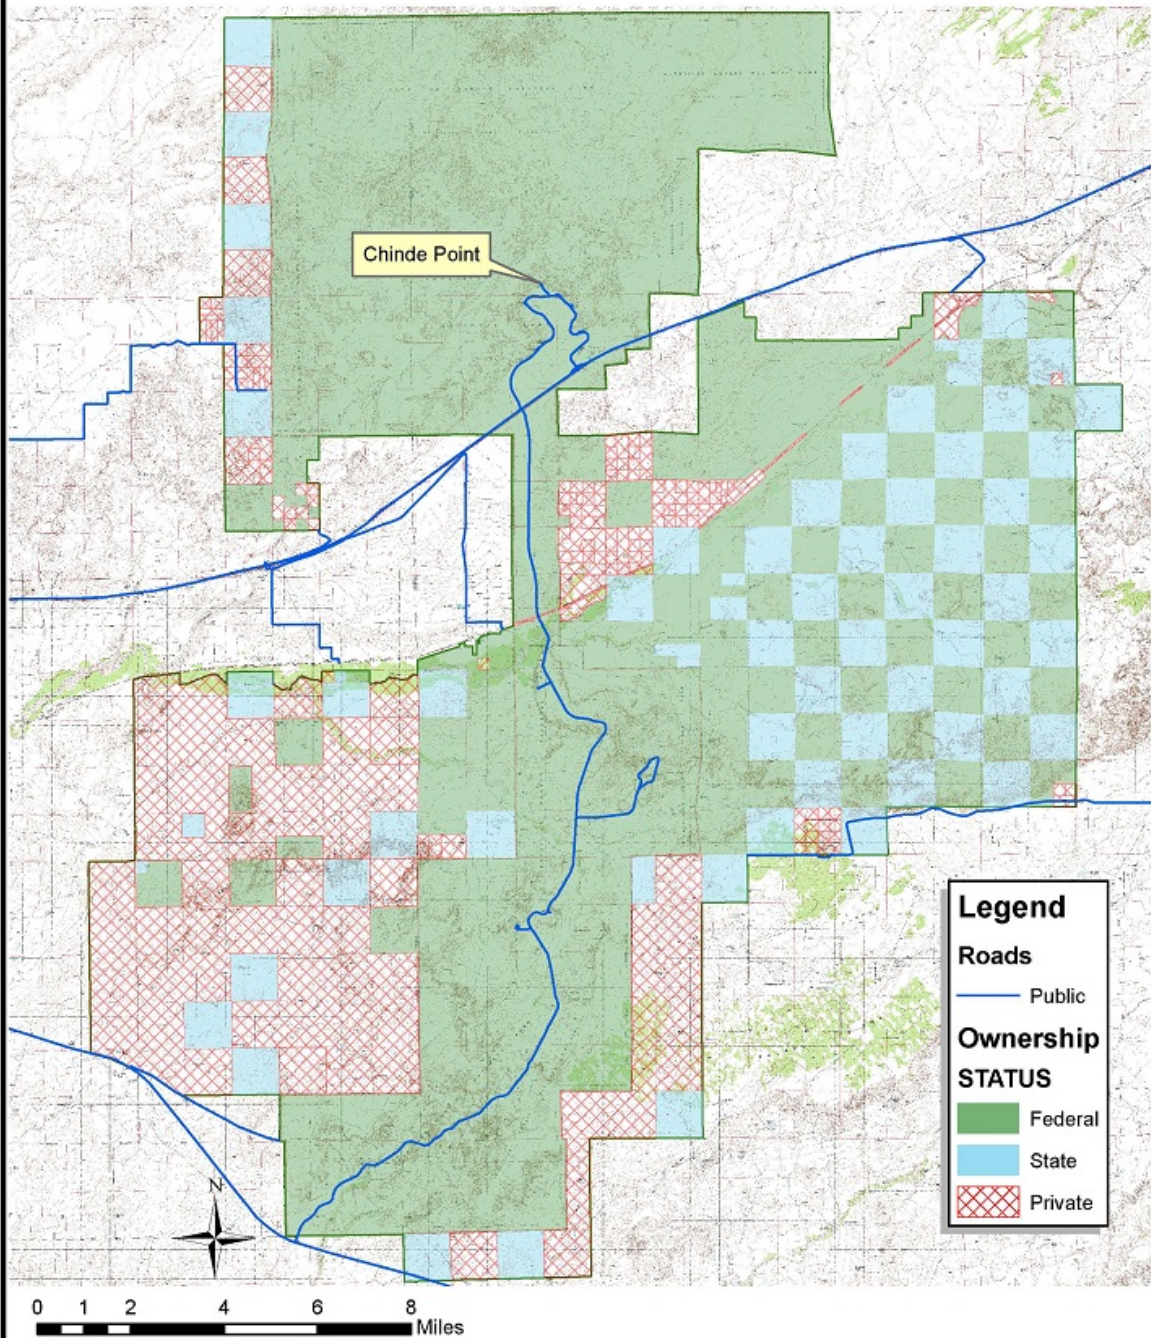 Chinde Point
Legend
Roads
Public
Ownership
STATUS
Federal
State
Private
N
0 1 2 4 6 8
Miles